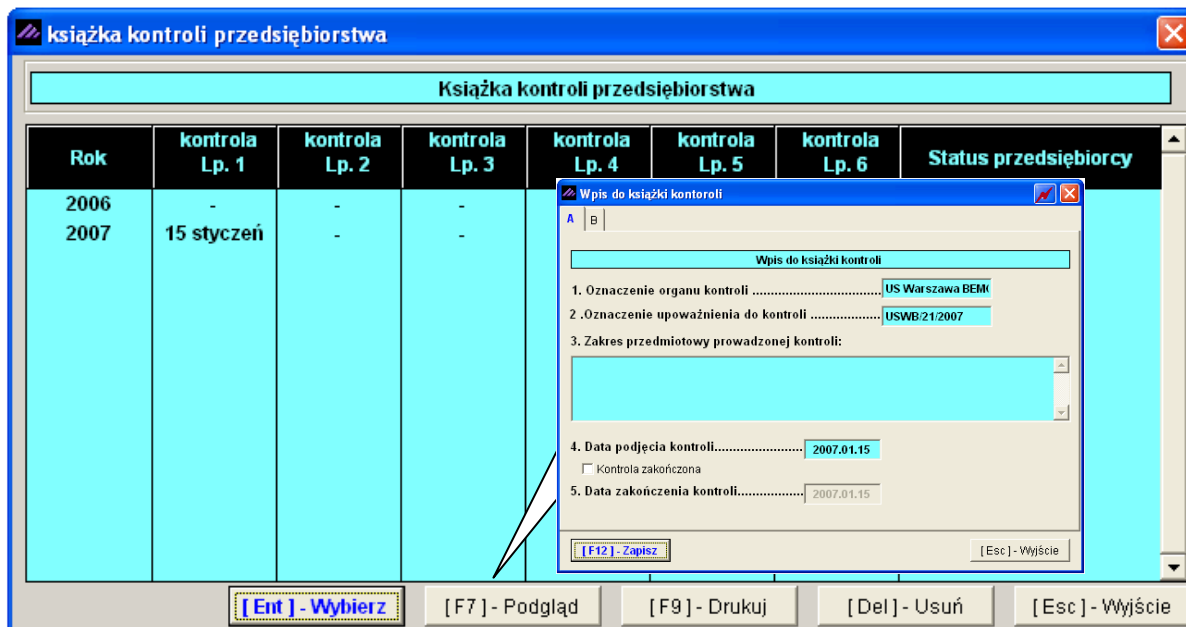 książka kontroli przedsiębiorstwa
Książka kontroli przedsiębiorstwa
Rok kontrola Lp. 1 kontrola Lp. 2 kontrola Lp. 3 kontrola Lp. 4 kontrola Lp. 5 kontrola Lp. 6 Status przedsiębiorcy
2006 - - -
2007 15 styczeń - -
Wpis do książki kontoroli
A B
Wpis do książki kontroli
1. Oznaczenie organu kontroli ................................... US Warszawa BEM
2 .Oznaczenie upoważnienia do kontroli ................... USWB/21/2007
3. Zakres przedmiotowy prowadzonej kontroli:
4. Data podjęcia kontroli........................ 2007.01.15
Kontrola zakończona
5. Data zakończenia kontroli.................. 2007.01.15
[ F12 ] - Zapisz [ Esc ] - Wyjście
[ Ent ] - Wybierz [ F7 ] - Podgląd [ F9 ] - Drukuj [ Del ] - Usuń [ Esc ] - Wyjście